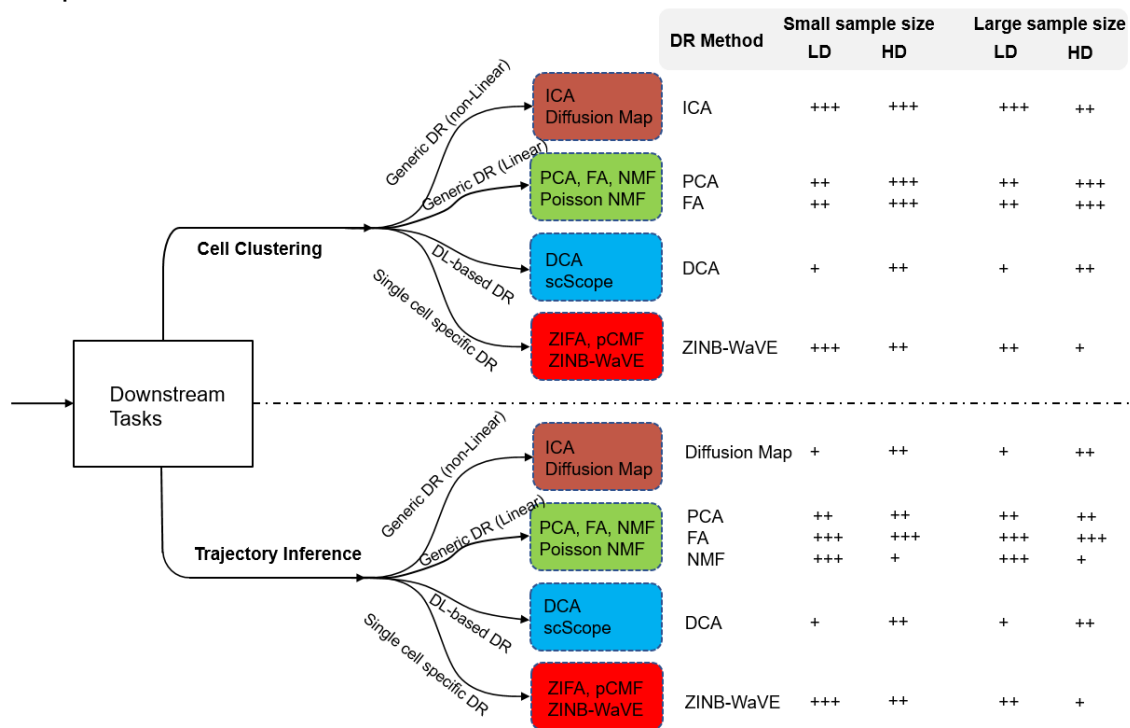 DR Method
Small sample size
Large sample size
LD
HD
LD
HD
Generic DR (non-Linear)
ICA
Diffusion Map
ICA +++ +++ +++ ++
Generic DR (Linear)
PCA, FA, NMF
Poisson NMF
PCA ++ +++ ++ +++
FA ++ +++ ++ +++
Cell Clustering
DL-based DR
DCA
scScope
DCA + ++ + ++
Single cell specific DR
ZIFA, pCMF
ZINB-WaVE
ZINB-WaVE +++ ++ ++ +
Downstream
Tasks
Generic DR (non-Linear)
ICA
Diffusion Map
Diffusion Map + ++ + ++
Generic DR (Linear)
PCA, FA, NMF
Poisson NMF
PCA ++ ++ ++ ++
FA +++ +++ +++ +++
NMF +++ + +++ +
Trajectory Inference
DL-based DR
DCA
scScope
DCA + ++ + ++
Single cell specific DR
ZIFA, pCMF
ZINB-WaVE
ZINB-WaVE +++ ++ ++ +